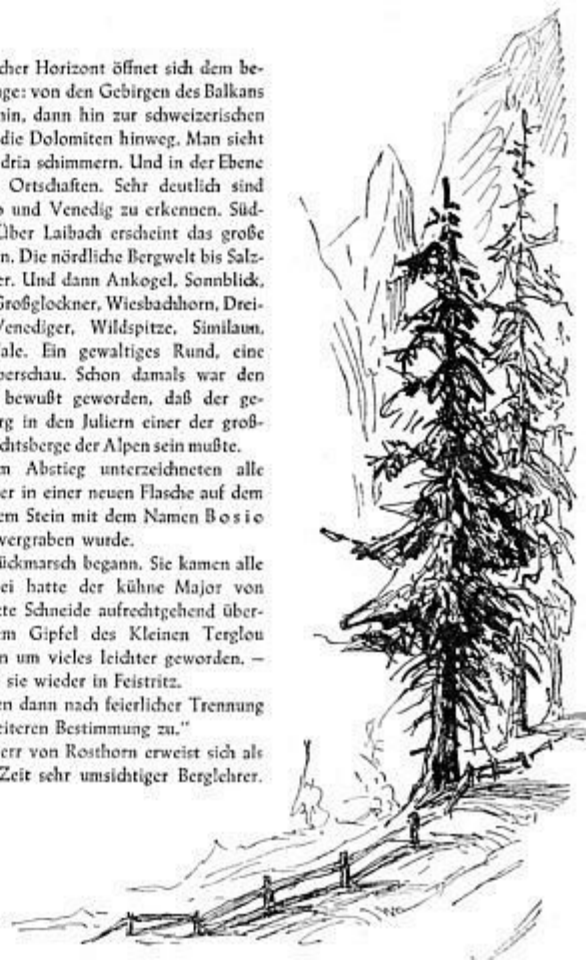 cher Horizont öffnet sich dem be-
ge: von den Gebirgen des Balkans
hin, dann hin zur schweizerischen
die Dolomiten hinweg. Man sieht
dria schimmern. Und in der Ebene
Ortschaften. Sehr deutlich sind
und Venedig zu erkennen. Süd-
Über Laibach erscheint das große
n. Die nördliche Bergwelt bis Salz-
er. Und dann Ankogel, Sonnblick,
Großglockner, Wiesbachhorn, Drei-
Venediger, Wildspitze, Similaun,
ale. Ein gewaltiges Rund, eine
berschau. Schon damals war den
bewußt geworden, daß der ge-
rg in den Juliern einer der groß-
chtsberge der Alpen sein mußte.
m Abstieg unterzeichneten alle
er in einer neuen Flasche auf dem
em Stein mit dem Namen Bosio
vergraben wurde.
ückmarsch begann. Sie kamen alle
ei hatte der kühne Major von
te Schneide aufrechtgehend über-
m Gipfel des Kleinen Terglou
n um vieles leichter geworden. —
sie wieder in Feistritz.
en dann nach feierlicher Trennung
eiteren Bestimmung zu."
err von Rosthorn erweist sich als
Zeit sehr umsichtiger Berglehrer.